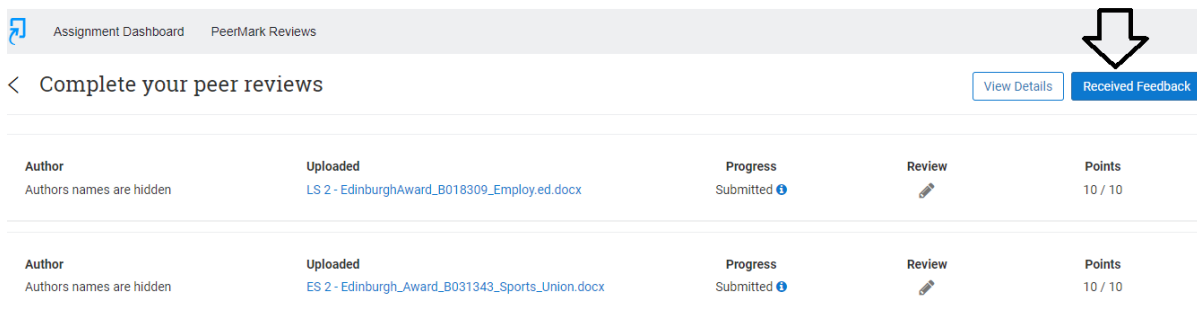 Assignment Dashboard PeerMark Reviews
Complete your peer reviews
View Details Received Feedback
Author Uploaded Progress Review Points
Authors names are hidden LS 2 - EdinburghAward_B018309_Employ.ed.docx Submitted 10 / 10
Author Uploaded Progress Review Points
Authors names are hidden ES 2 - Edinburgh_Award_B031343_Sports_Union.docx Submitted 10 / 10